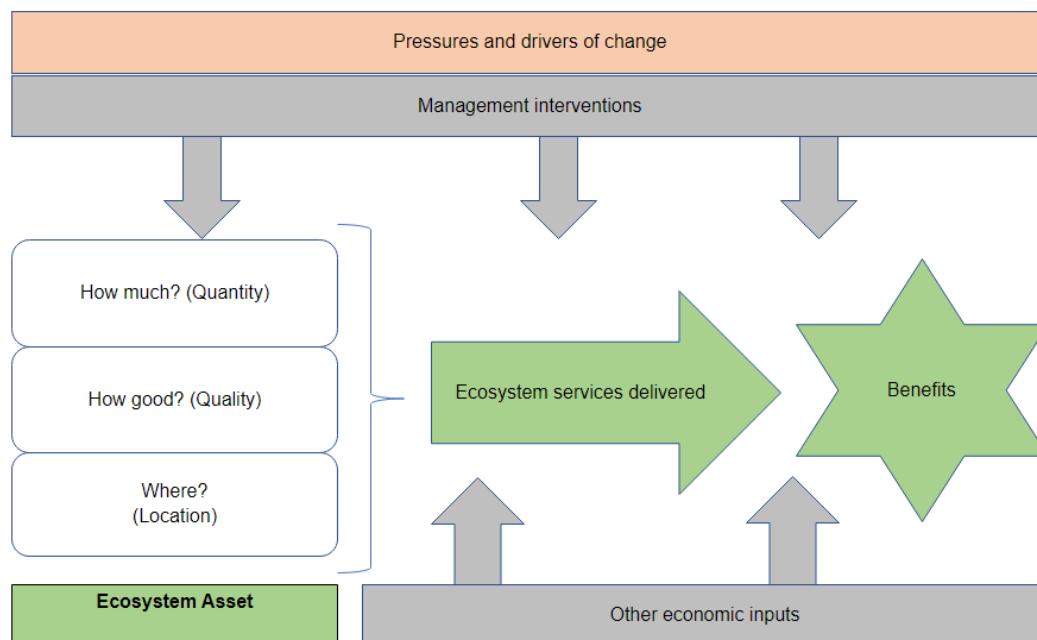 Pressures and drivers of change
Management interventions
How much? (Quantity)
How good? (Quality)
Where?
(Location)
Ecosystem services delivered
Benefits
Ecosystem Asset
Other economic inputs